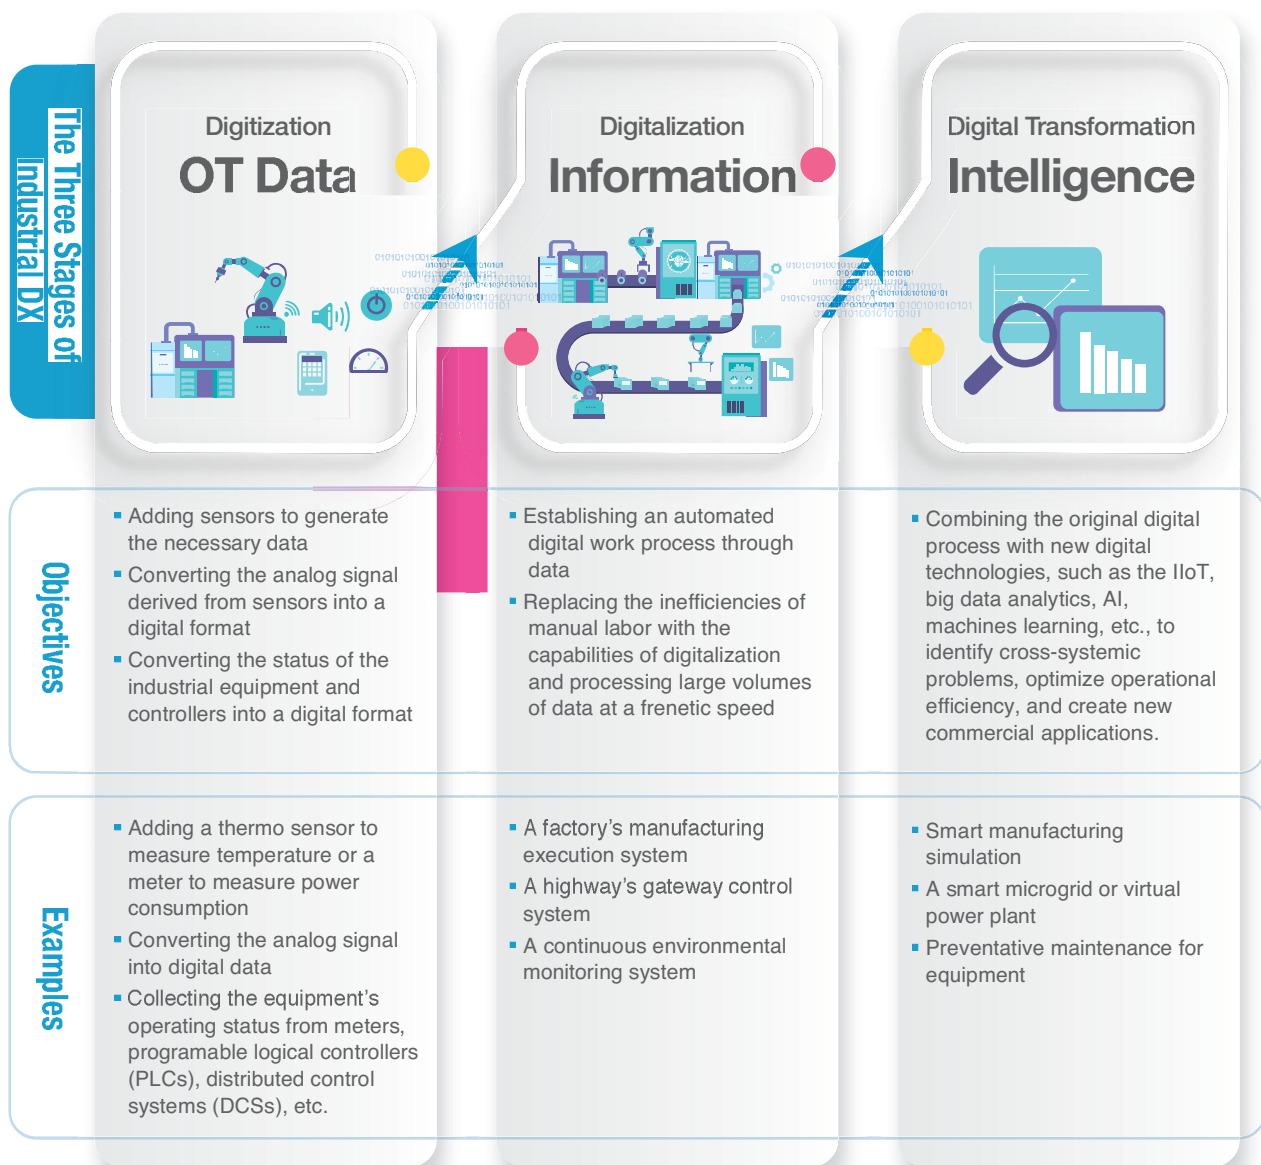 The Three Stages of
Industrial DX
Digitization
OT Data
Digitalization
Information
Digital Transformation
Intelligence
Objectives
Adding sensors to generate
the necessary data
Converting the analog signal
derived from sensors into a
digital format
Converting the status of the
industrial equipment and
controllers into a digital format
Establishing an automated
digital work process through
data
Replacing the inefficiencies of
manual labor with the
capabilities of digitalization
and processing large volumes
of data at a frenetic speed
Combining the original digital
process with new digital
technologies, such as the IIoT,
big data analytics, AI,
machines learning, etc., to
identify cross-systemic
problems, optimize operational
efficiency, and create new
commercial applications.
Examples
Adding a thermo sensor to
measure temperature or a
meter to measure power
consumption
Converting the analog signal
into digital data
Collecting the equipment's
operating status from meters,
programable logical controllers
(PLCs), distributed control
systems (DCSs), etc.
A factory's manufacturing
execution system
A highway's gateway control
system
A continuous environmental
monitoring system
Smart manufacturing
simulation
A smart microgrid or virtual
power plant
Preventative maintenance for
equipment